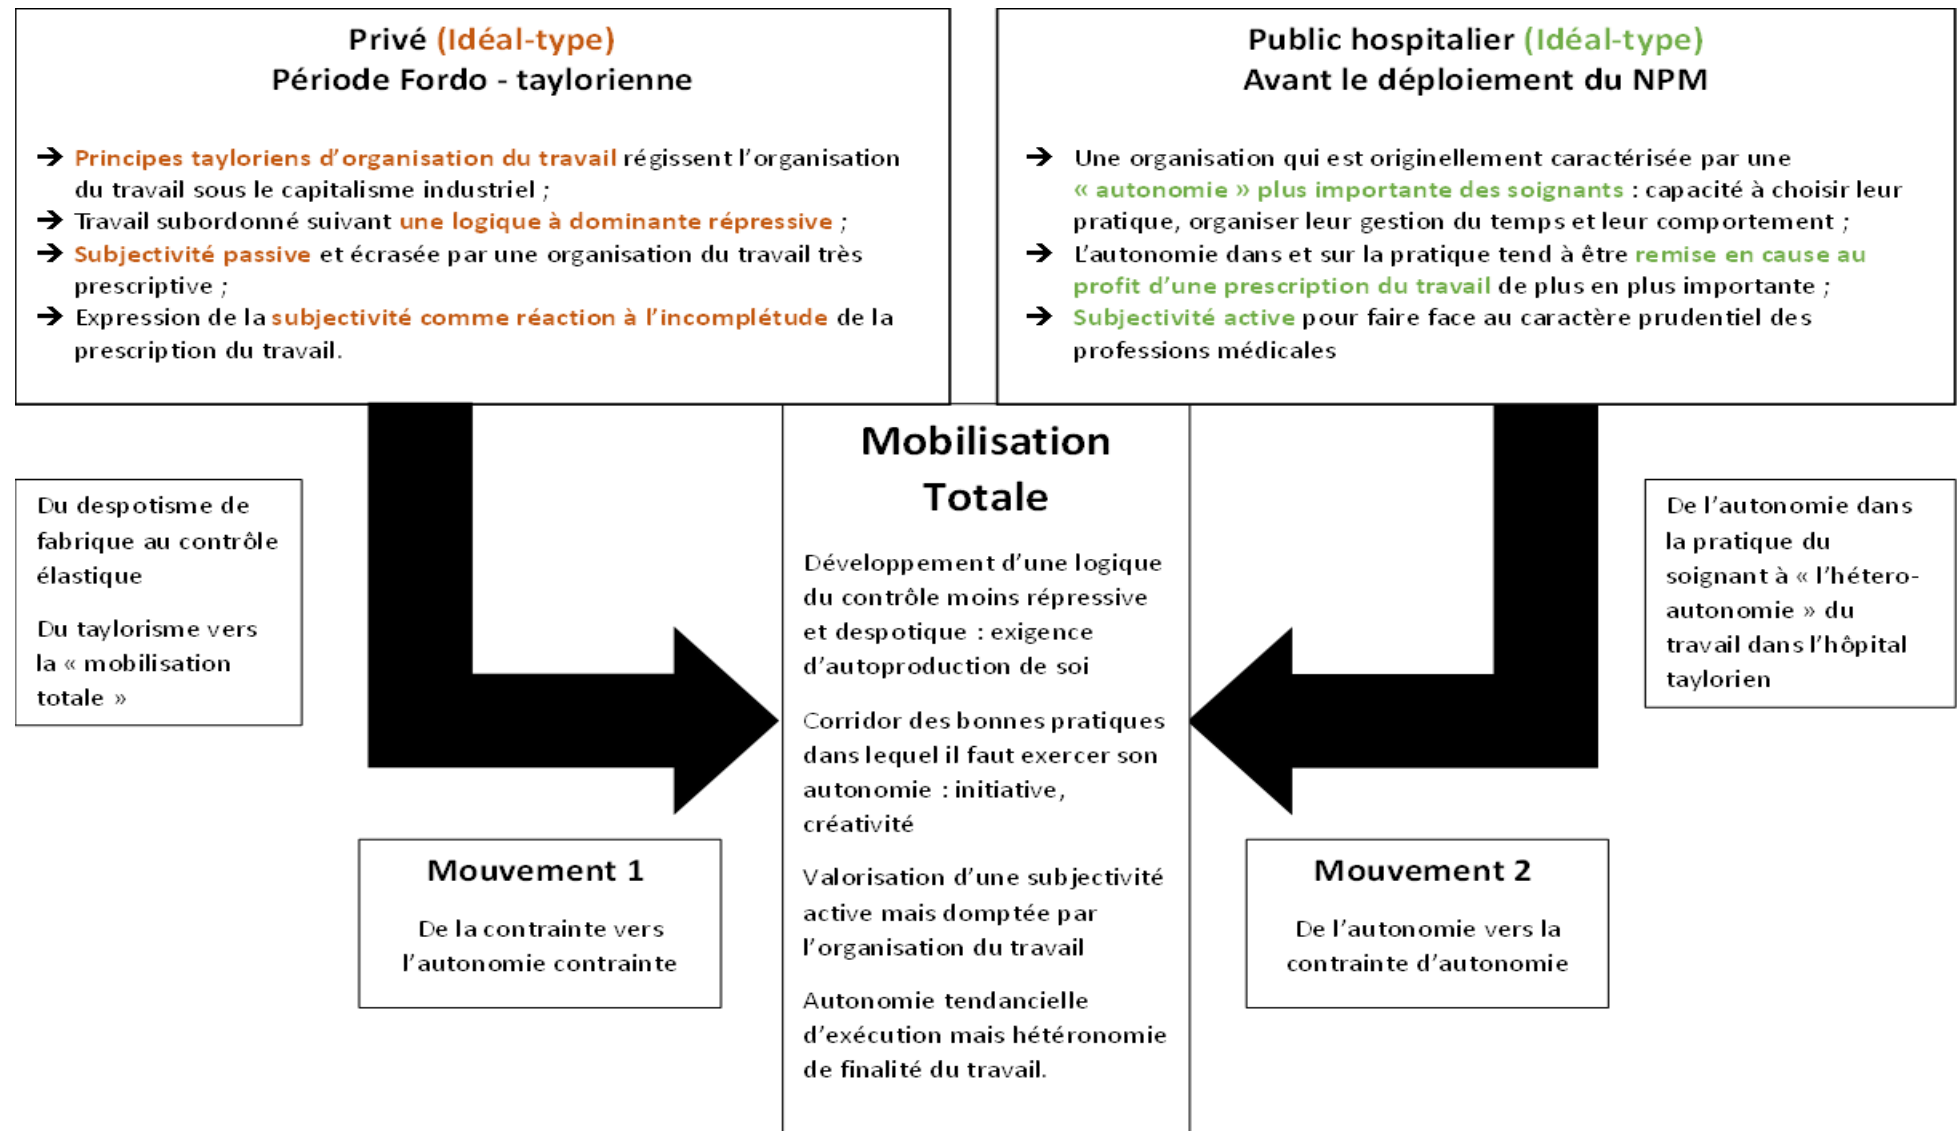 Privé (Idéal-type)
Période Fordo - taylorienne
➔ Principes tayloriens d’organisation du travail régissent l’organisation
du travail sous le capitalisme industriel ;
➔ Travail subordonné suivant une logique à dominante répressive ;
➔ Subjectivité passive et écrasée par une organisation du travail très
prescriptive ;
➔ Expression de la subjectivité comme réaction à l’incomplétude de la
prescription du travail.
Public hospitalier (Idéal-type)
Avant le déploiement du NPM
➔ Une organisation qui est originellement caractérisée par une
« autonomie » plus importante des soignants : capacité à choisir leur
pratique, organiser leur gestion du temps et leur comportement ;
➔ L’autonomie dans et sur la pratique tend à être remise en cause au
profit d’une prescription du travail de plus en plus importante ;
➔ Subjectivité active pour faire face au caractère prudentiel des
professions médicales
Du despotisme de
fabrique au contrôle
élastique
Du taylorisme vers
la « mobilisation
totale »
Mouvement 1
De la contrainte vers
l’autonomie contrainte
Mobilisation
Totale
Développement d’une logique
du contrôle moins répressive
et despotique : exigence
d’autoproduction de soi
Corridor des bonnes pratiques
dans lequel il faut exercer son
autonomie : initiative,
créativité
Valorisation d’une subjectivité
active mais domptée par
l’organisation du travail
Autonomie tendancielle
d’exécution mais hétéronomie
de finalité du travail.
De l’autonomie dans
la pratique du
soignant à « l’hétero-
autonomie » du
travail dans l’hôpital
taylorien
Mouvement 2
De l’autonomie vers la
contrainte d’autonomie